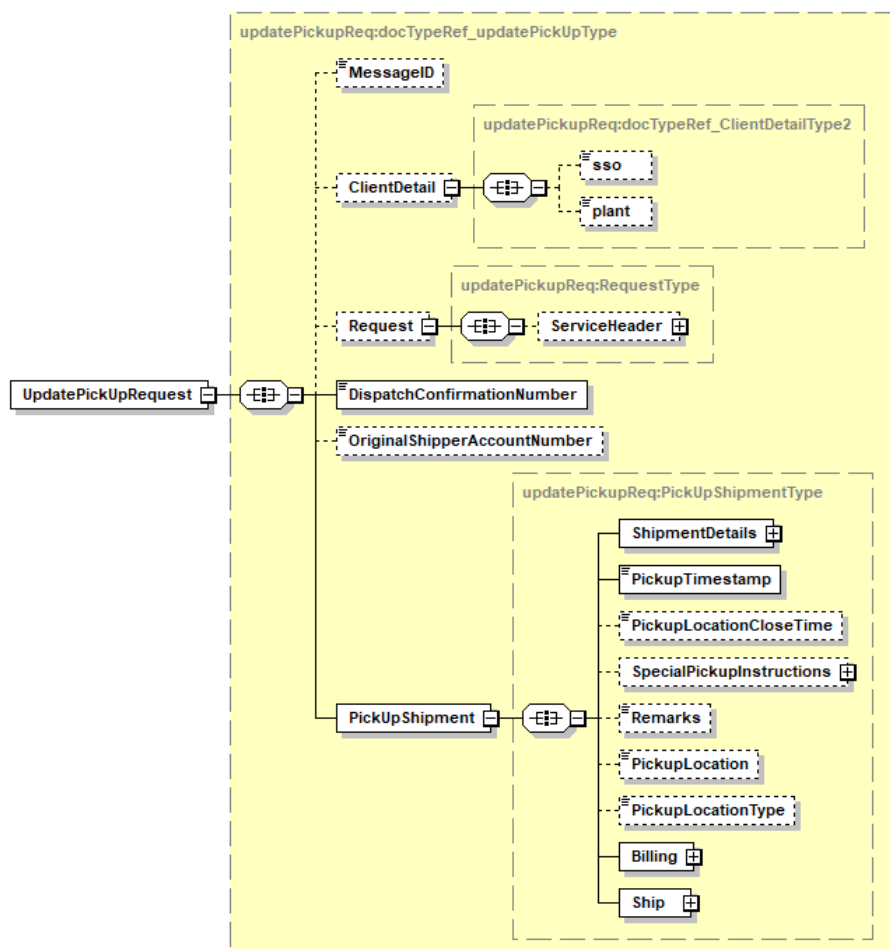 updatePickupReq:docTypeRef_updatePickUpType
MessageID
updatePickupReq:docTypeRef_ClientDetailType2
sso
ClientDetail
plant
updatePickupReq:RequestType
Request
ServiceHeader
UpdatePickUpRequest
DispatchConfirmationNumber
OriginalShipperAccountNumber
updatePickupReq:PickUpShipmentType
ShipmentDetails
PickupTimestamp
PickupLocationCloseTime
SpecialPickupInstructions
PickUpShipment
Remarks
PickupLocation
PickupLocationType
Billing
Ship